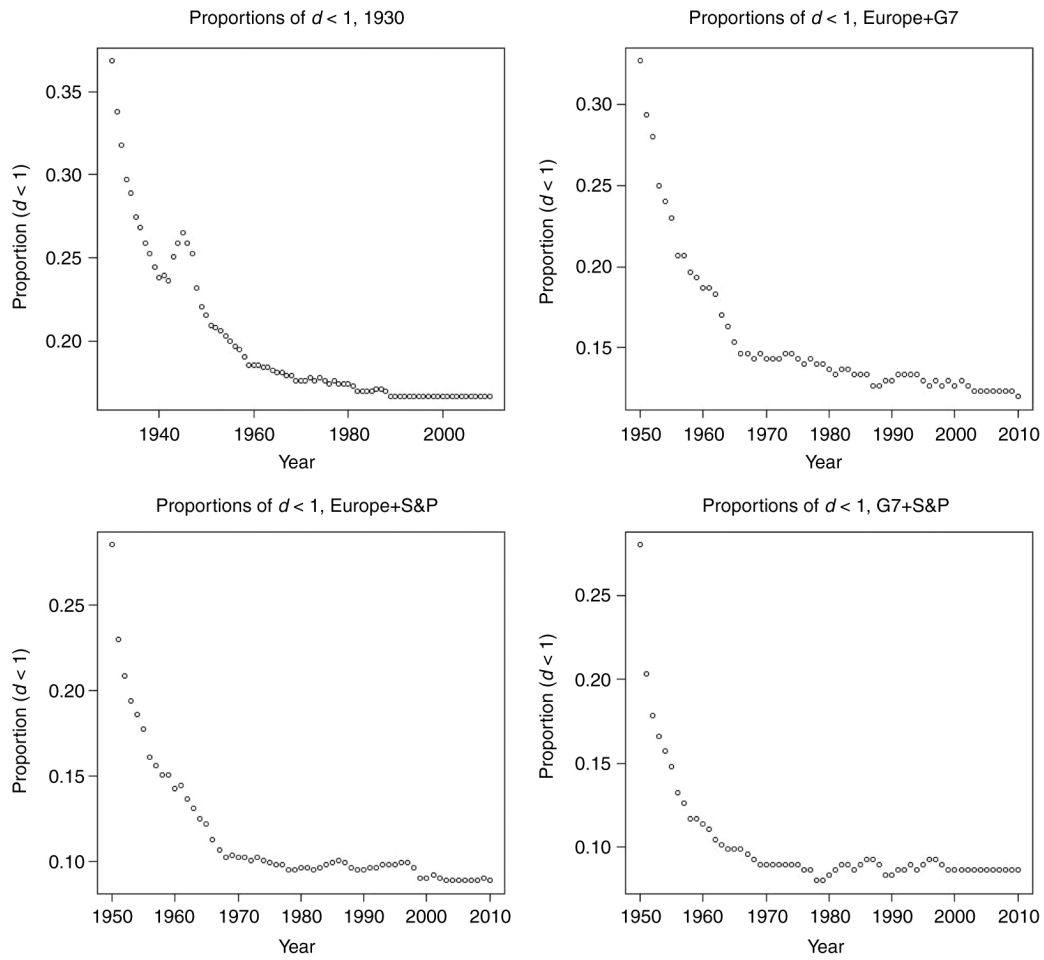 Proportions of d < 1, 1930
Proportion (d < 1)
0.35
0.30
0.25
0.20
1940 1960 1980 2000
Year
Proportions of d < 1, Europe+G7
Proportion (d < 1)
0.30
0.25
0.20
0.15
1950 1960 1970 1980 1990 2000 2010
Year
Proportions of d < 1, Europe+S&P
Proportion (d < 1)
0.25
0.20
0.15
0.10
1950 1960 1970 1980 1990 2000 2010
Year
Proportions of d < 1, G7+S&P
Proportion (d < 1)
0.25
0.20
0.15
0.10
1950 1960 1970 1980 1990 2000 2010
Year